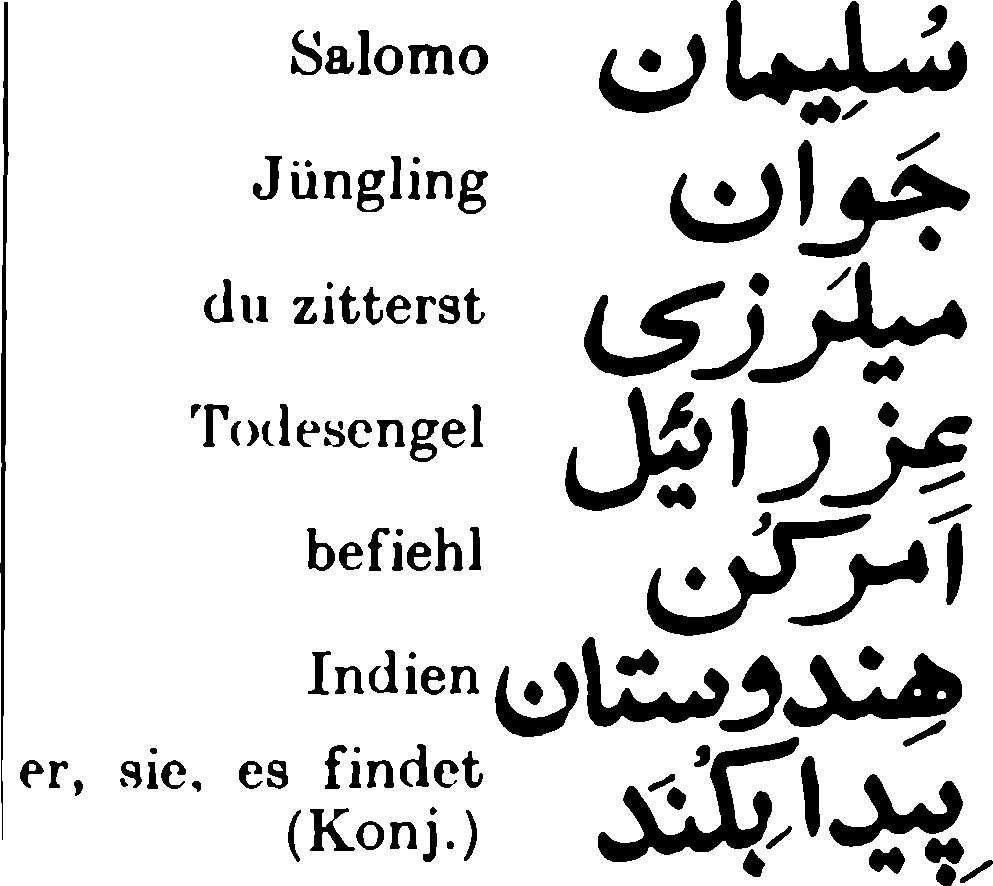 Salomo سُلِیمان
Jüngling جَوان
du zitterst میلَرزی
Todesengel عِزرائیل
befiehl اَمر کُن
Indien هِندوستان
er, sie, es findet پِیدا بِکُنَد
(Konj.)